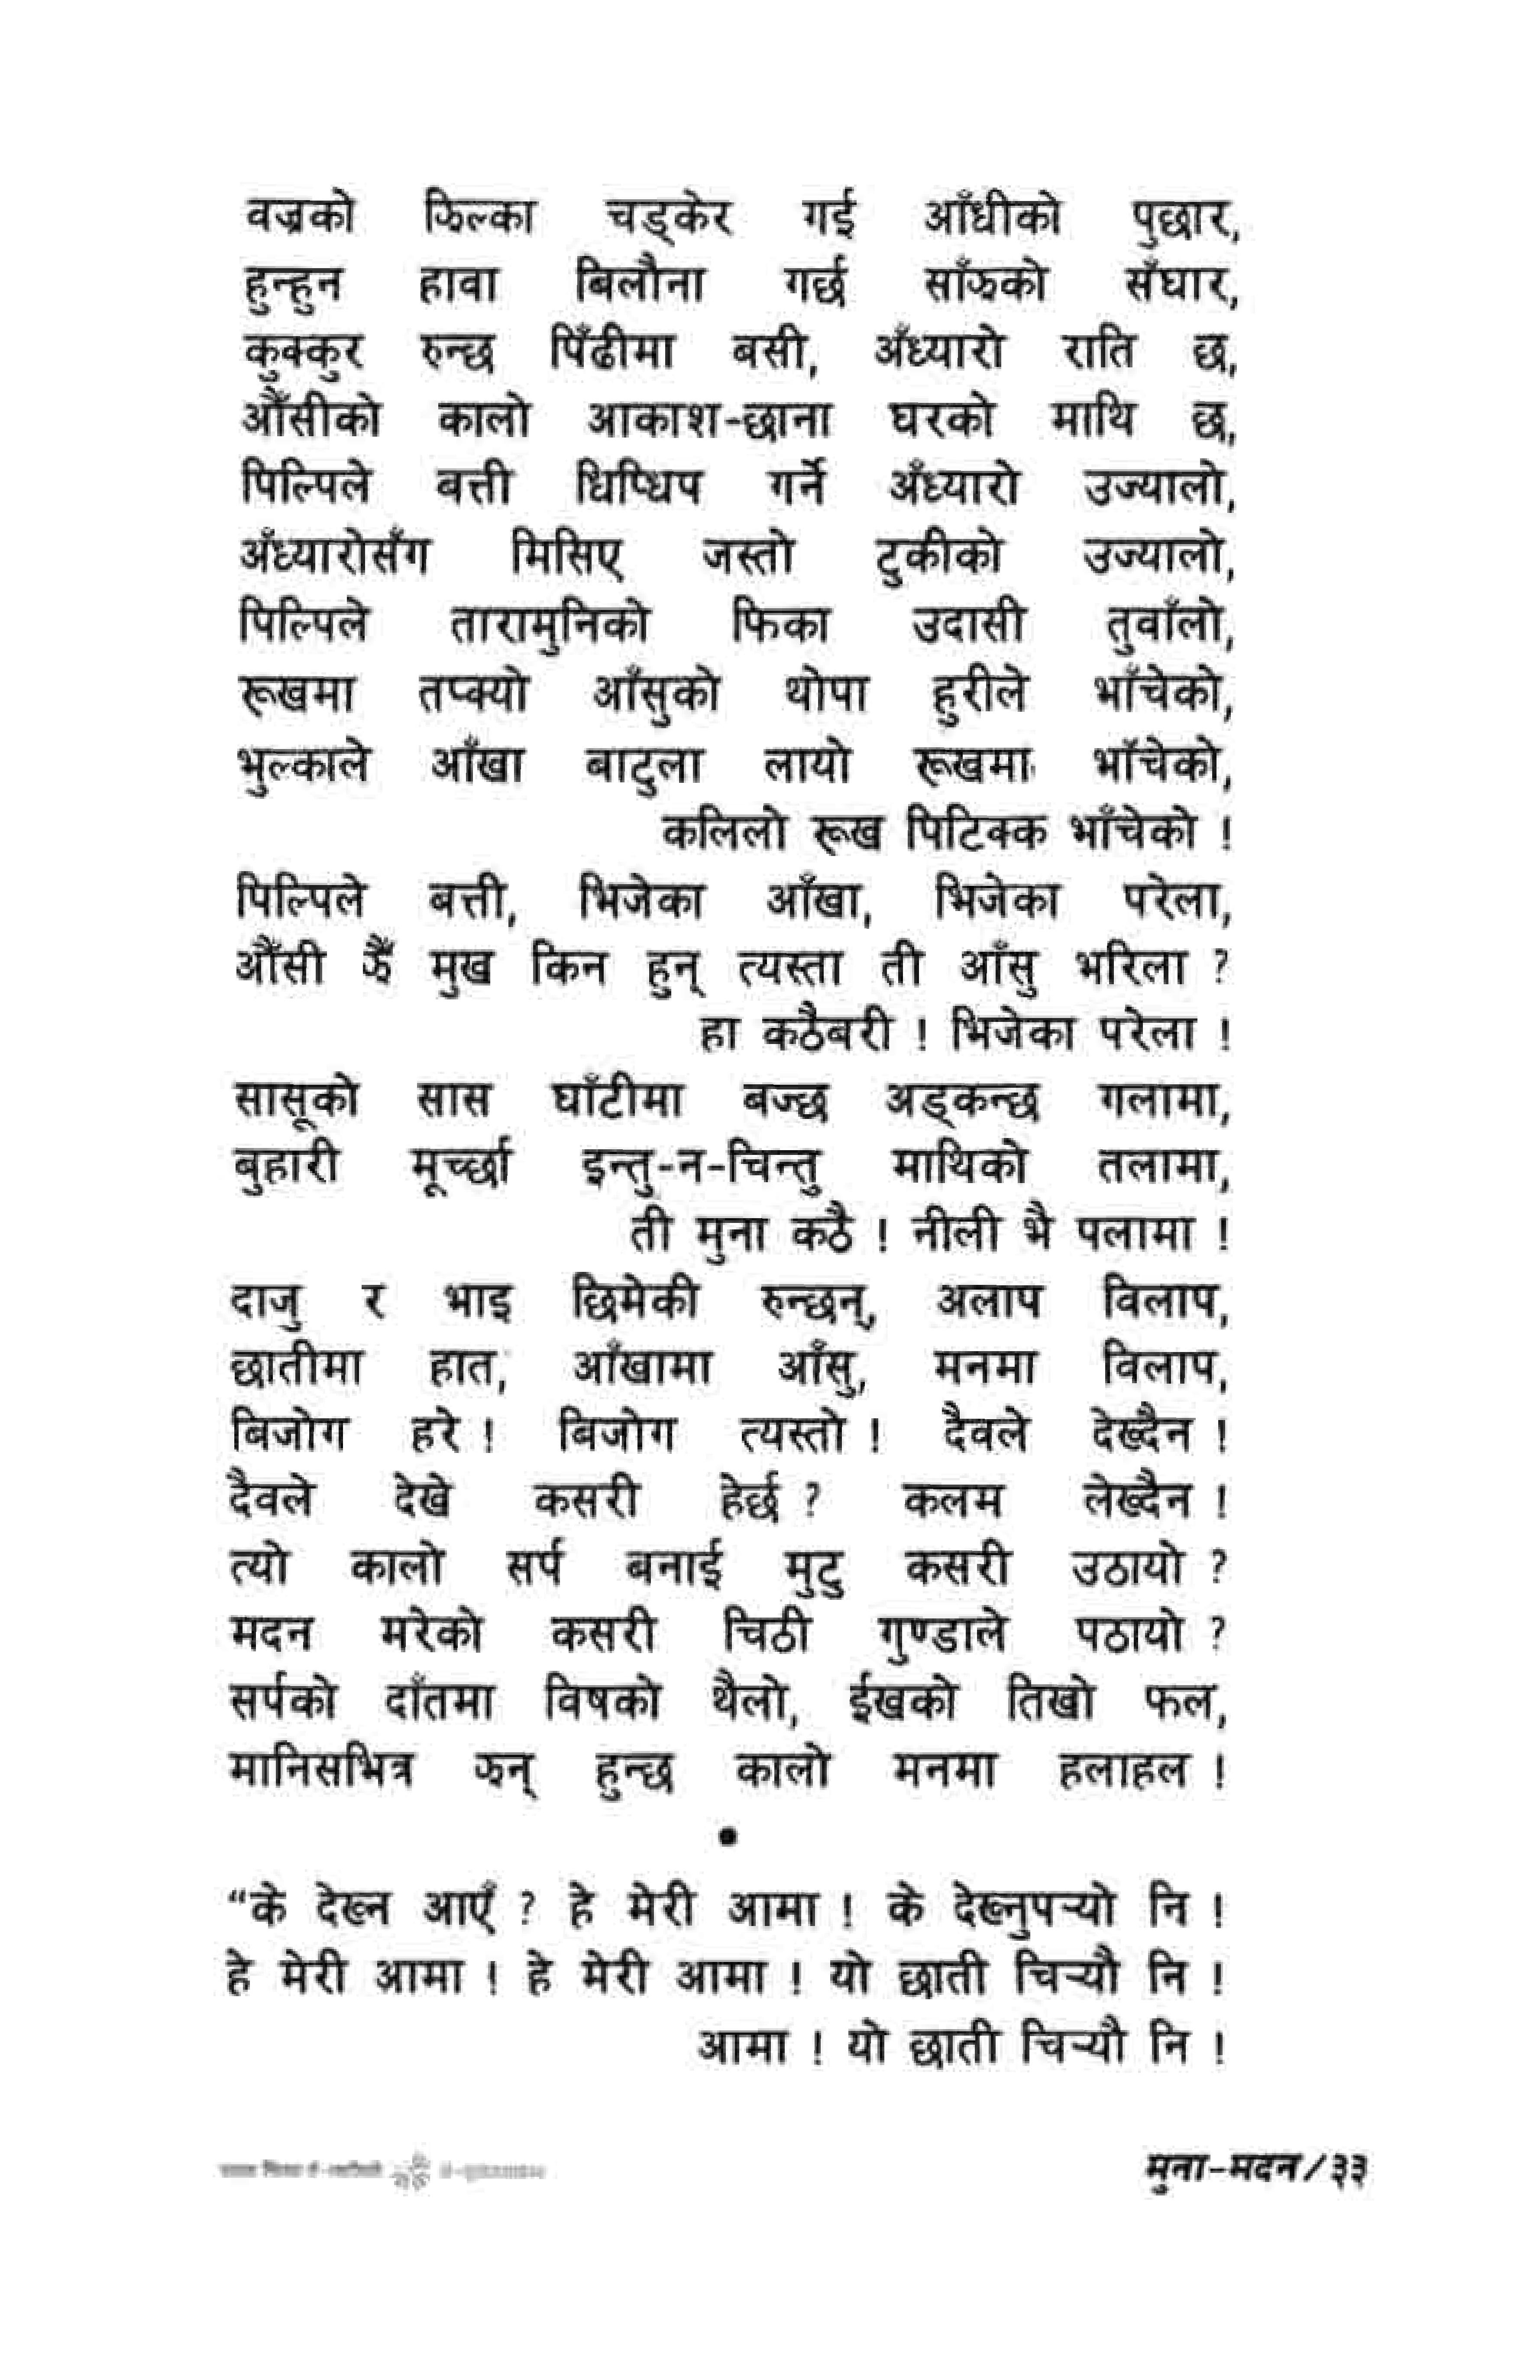 वज्रको झिल्का चड्केर गई आँधीको पुछार,
हुन्हुन हावा बिलौना गर्छ साँझको सँघार,
कुक्कुर रुन्छ पिँढीमा बसी, अँध्यारो राति छ,
औँसीको कालो आकाश-छाना घरको माथि छ,
पिल्पिले बत्ती धिप्धिप गर्ने अँध्यारो उज्यालो,
अँध्यारोसँग मिसिए जस्तो टुकीको उज्यालो,
पिल्पिले तारामुनिको फिका उदासी तुवाँलो,
रूखमा तप्क्यो आँसुको थोपा हुरीले भाँचेको,
भुल्काले आँखा बाटुला लायो रूखमा भाँचेको,
कलिलो रूख पिटिक्क भाँचेको !
पिल्पिले बत्ती, भिजेका आँखा, भिजेका परेला,
औँसी झैँ मुख किन हुन् त्यस्ता ती आँसु भरिला ?
हा कठैबरी ! भिजेका परेला !
सासूको सास घाँटीमा बज्छ अड्कन्छ गलामा,
बुहारी मूर्च्छा इन्तु-न-चिन्तु माथिको तलामा,
ती मुना कठै ! नीली भै पलामा !
दाजु र भाइ छिमेकी रुन्छन्, अलाप विलाप,
छातीमा हात, आँखामा आँसु, मनमा विलाप,
बिजोग हरे ! बिजोग त्यस्तो ! दैवले देख्दैन !
दैवले देखे कसरी हेर्छ ? कलम लेख्दैन !
त्यो कालो सर्प बनाई मुटु कसरी उठायो ?
मदन मरेको कसरी चिठी गुण्डाले पठायो ?
सर्पको दाँतमा विषको थैलो, ईखको तिखो फल,
मानिसभित्र झन् हुन्छ कालो मनमा हलाहल !
•
“के देख्न आएँ ? हे मेरी आमा ! के देख्नुपऱ्यो नि !
हे मेरी आमा ! हे मेरी आमा ! यो छाती चिऱ्यौ नि !
आमा ! यो छाती चिऱ्यौ नि !
मुना-मदन/३३